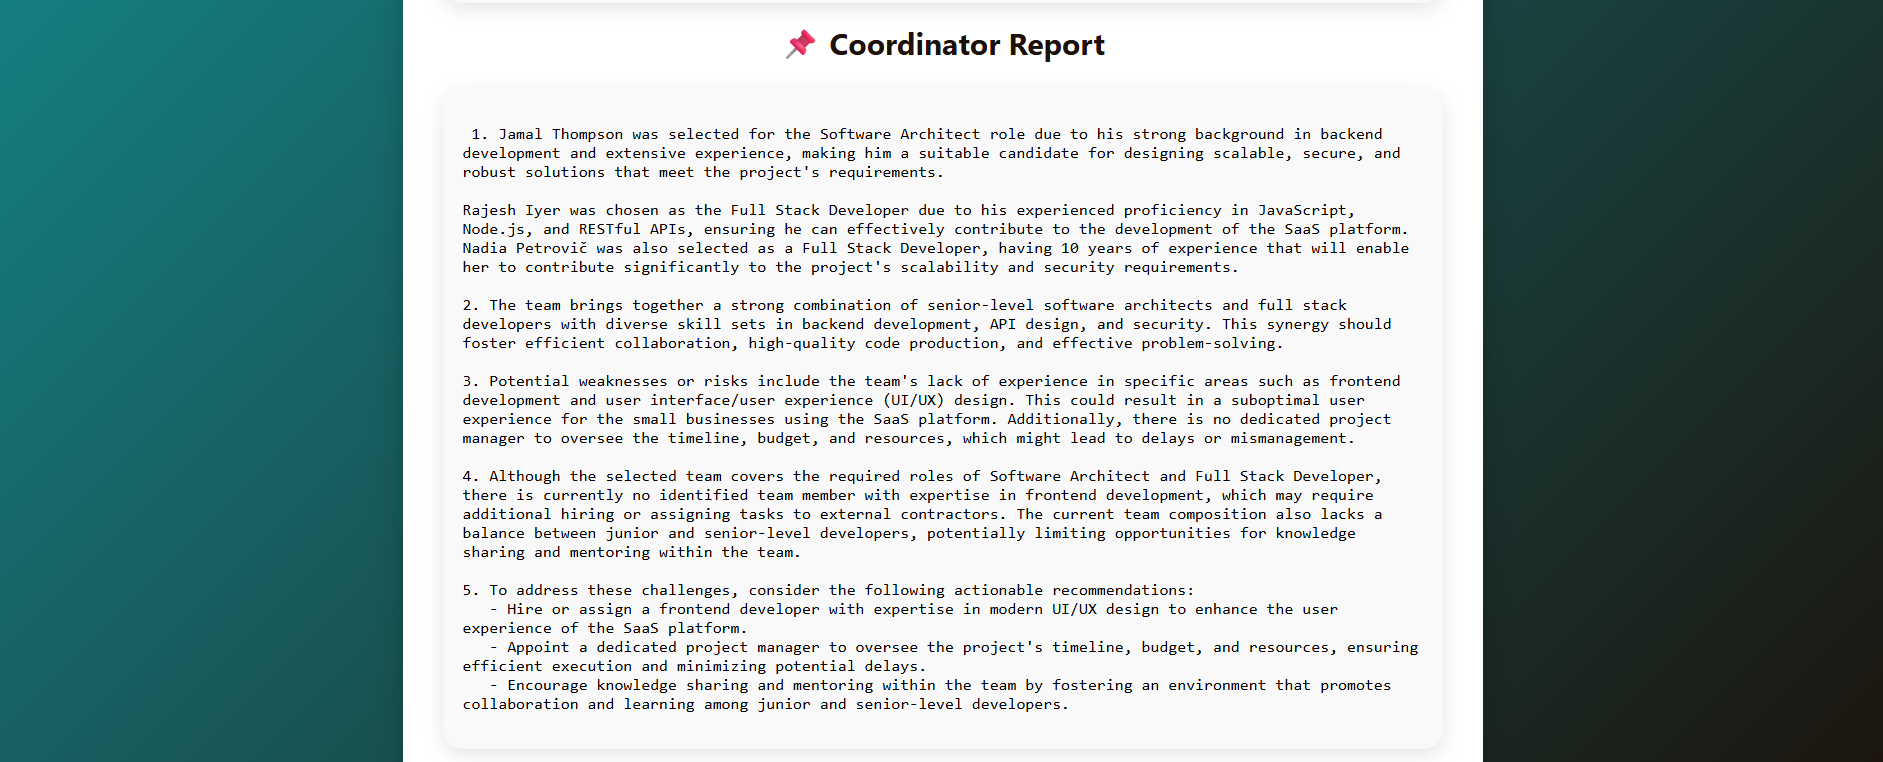 📌 Coordinator Report
1. Jamal Thompson was selected for the Software Architect role due to his strong background in backend
development and extensive experience, making him a suitable candidate for designing scalable, secure, and
robust solutions that meet the project's requirements.
Rajesh Iyer was chosen as the Full Stack Developer due to his experienced proficiency in JavaScript,
Node.js, and RESTful APIs, ensuring he can effectively contribute to the development of the SaaS platform.
Nadia Petrovič was also selected as a Full Stack Developer, having 10 years of experience that will enable
her to contribute significantly to the project's scalability and security requirements.
2. The team brings together a strong combination of senior-level software architects and full stack
developers with diverse skill sets in backend development, API design, and security. This synergy should
foster efficient collaboration, high-quality code production, and effective problem-solving.
3. Potential weaknesses or risks include the team's lack of experience in specific areas such as frontend
development and user interface/user experience (UI/UX) design. This could result in a suboptimal user
experience for the small businesses using the SaaS platform. Additionally, there is no dedicated project
manager to oversee the timeline, budget, and resources, which might lead to delays or mismanagement.
4. Although the selected team covers the required roles of Software Architect and Full Stack Developer,
there is currently no identified team member with expertise in frontend development, which may require
additional hiring or assigning tasks to external contractors. The current team composition also lacks a
balance between junior and senior-level developers, potentially limiting opportunities for knowledge
sharing and mentoring within the team.
5. To address these challenges, consider the following actionable recommendations:
- Hire or assign a frontend developer with expertise in modern UI/UX design to enhance the user
experience of the SaaS platform.
- Appoint a dedicated project manager to oversee the project's timeline, budget, and resources, ensuring
efficient execution and minimizing potential delays.
- Encourage knowledge sharing and mentoring within the team by fostering an environment that promotes
collaboration and learning among junior and senior-level developers.